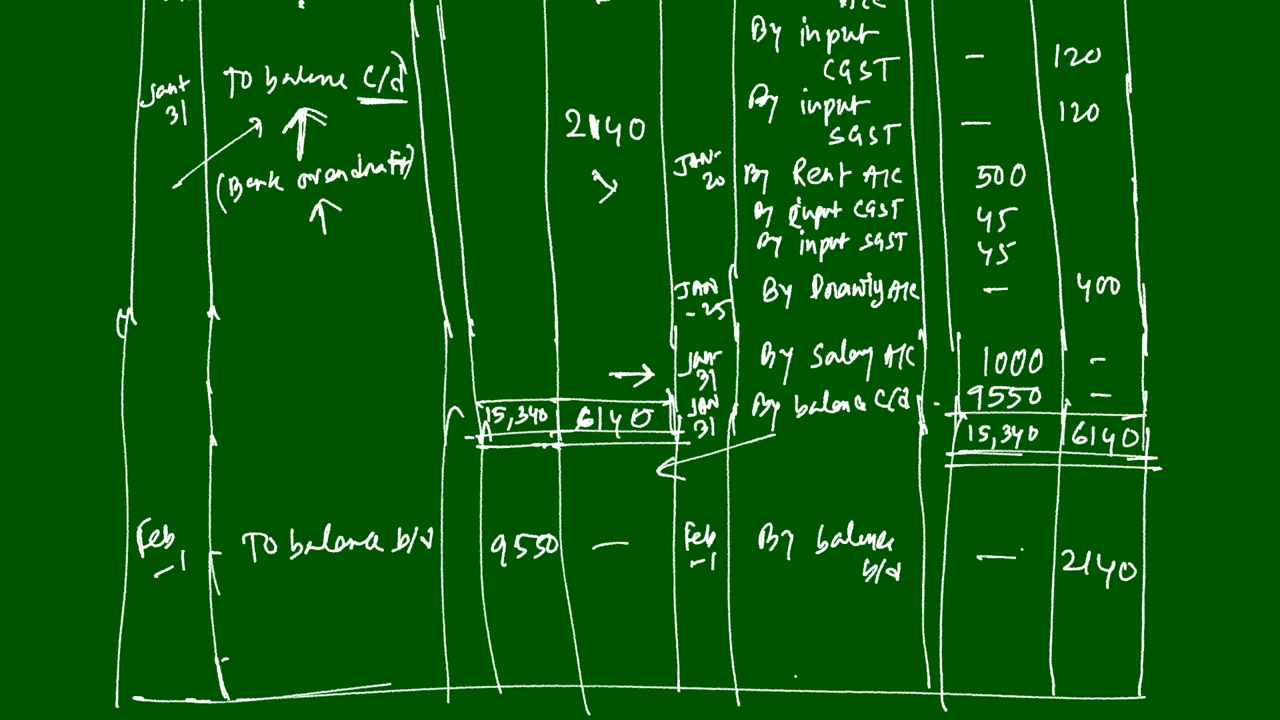 A/C
By input
CGST - 120
By input
SGST - 120
Jan
31 To balance C/d 2140
(Bank overdraft)
JAN-
20 By Rent A/C 500
By input CGST 45
By input SGST 45
JAN
-25 By Drawing A/C - 400
Jan
31 By Salary A/C 1000 -
15,340 6140 JAN
31 By balance C/d 9550 -
15,340 6140
Feb
-1 To balance b/d 9550 - Feb
-1 By balance
b/d - 2140